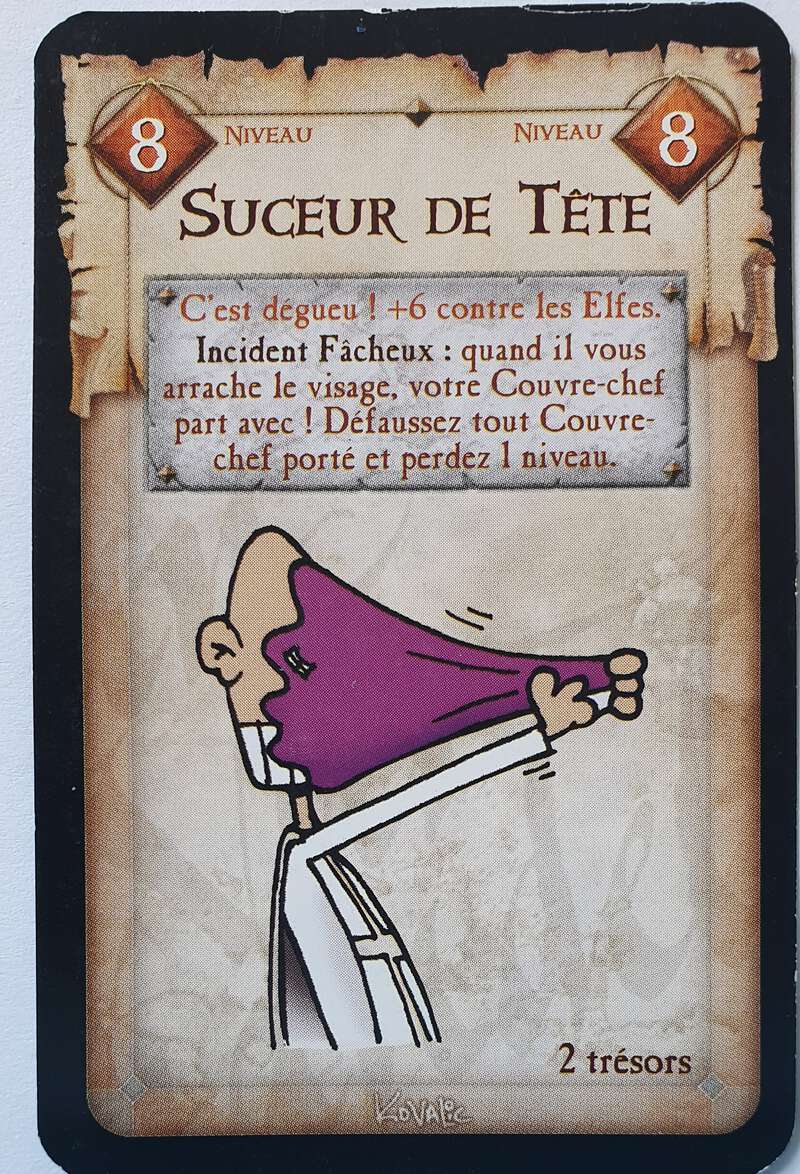 8 Niveau Niveau 8
Suceur de Tête
C'est dégueu ! +6 contre les Elfes.
Incident Fâcheux : quand il vous
arrache le visage, votre Couvre-chef
part avec ! Défaussez tout Couvre-
chef porté et perdez 1 niveau.
2 trésors
Kovalic